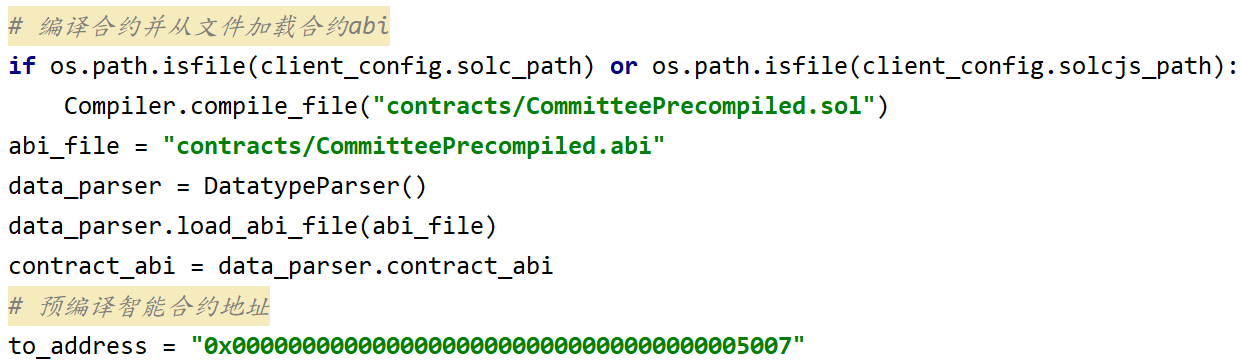 # 编译合约并从文件加载合约abi
if os.path.isfile(client_config.solc_path) or os.path.isfile(client_config.solcjs_path):
    Compiler.compile_file("contracts/CommitteePrecompiled.sol")
abi_file = "contracts/CommitteePrecompiled.abi"
data_parser = DatatypeParser()
data_parser.load_abi_file(abi_file)
contract_abi = data_parser.contract_abi
# 预编译智能合约地址
to_address = "0x0000000000000000000000000000000000005007"